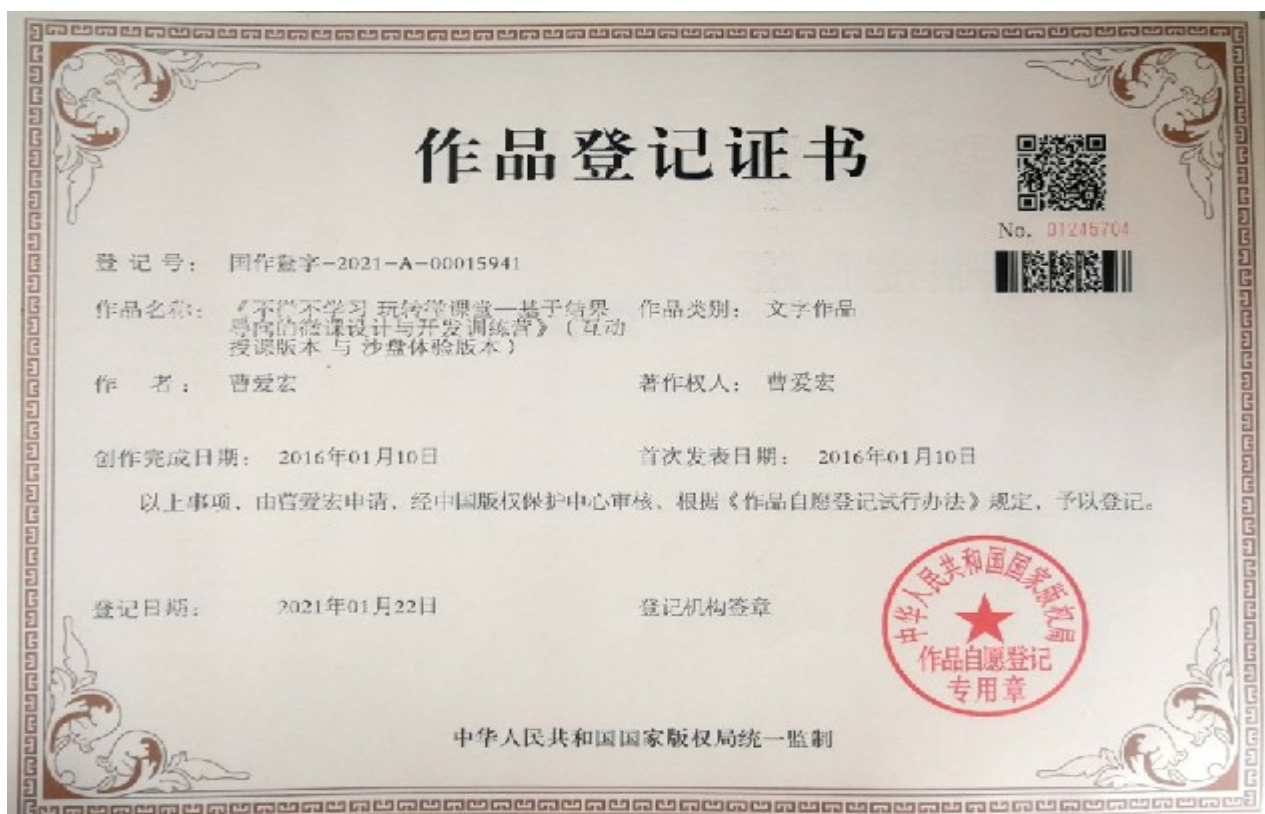 作品登记证书
No. 01245704
登 记 号： 国作登字-2021-A-00015941
作品名称： 《不微不学习 玩转微课堂—基于结果 作品类别： 文字作品
导向的微课设计与开发训练营》（互动
授课版本 与 沙盘体验版本）
作 者： 曹爱宏 著作权人： 曹爱宏
创作完成日期： 2016年01月10日 首次发表日期： 2016年01月10日
以上事项，由曹爱宏申请，经中国版权保护中心审核，根据《作品自愿登记试行办法》规定，予以登记。
登记日期： 2021年01月22日 登记机构签章
中华人民共和国国家版权局
作品自愿登记
专用章
中华人民共和国国家版权局统一监制